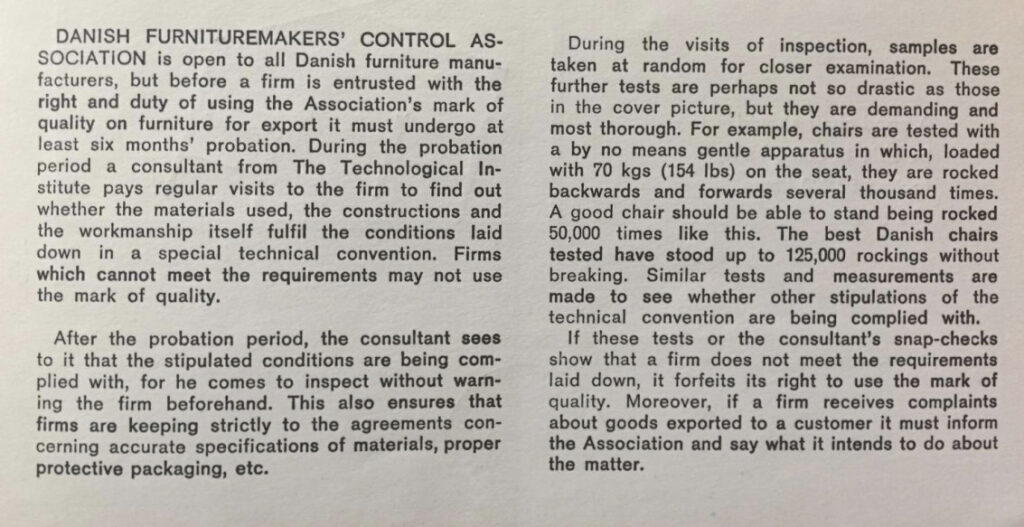 DANISH FURNITUREMAKERS' CONTROL AS-
SOCIATION is open to all Danish furniture manu-
facturers, but before a firm is entrusted with the
right and duty of using the Association's mark of
quality on furniture for export it must undergo at
least six months' probation. During the probation
period a consultant from The Technological In-
stitute pays regular visits to the firm to find out
whether the materials used, the constructions and
the workmanship itself fulfil the conditions laid
down in a special technical convention. Firms
which cannot meet the requirements may not use
the mark of quality.
After the probation period, the consultant sees
to it that the stipulated conditions are being com-
plied with, for he comes to inspect without warn-
ing the firm beforehand. This also ensures that
firms are keeping strictly to the agreements con-
cerning accurate specifications of materials, proper
protective packaging, etc.
During the visits of inspection, samples are
taken at random for closer examination. These
further tests are perhaps not so drastic as those
in the cover picture, but they are demanding and
most thorough. For example, chairs are tested with
a by no means gentle apparatus in which, loaded
with 70 kgs (154 lbs) on the seat, they are rocked
backwards and forwards several thousand times.
A good chair should be able to stand being rocked
50,000 times like this. The best Danish chairs
tested have stood up to 125,000 rockings without
breaking. Similar tests and measurements are
made to see whether other stipulations of the
technical convention are being complied with.
If these tests or the consultant's snap-checks
show that a firm does not meet the requirements
laid down, it forfeits its right to use the mark of
quality. Moreover, if a firm receives complaints
about goods exported to a customer it must inform
the Association and say what it intends to do about
the matter.